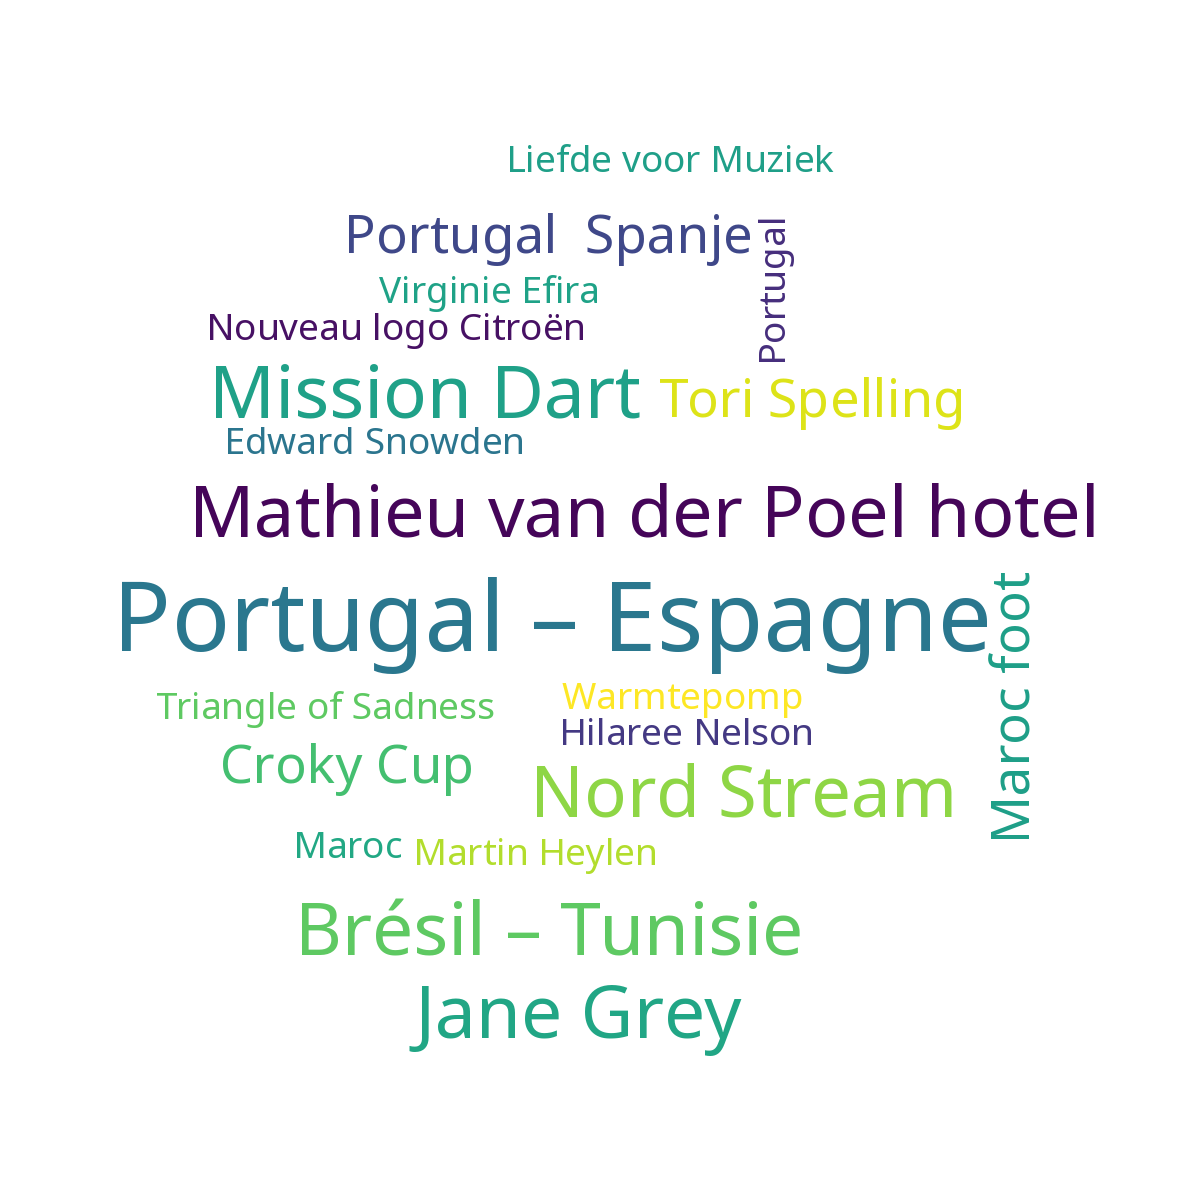 Liefde voor Muziek
Portugal  Spanje
Portugal
Virginie Efira
Nouveau logo Citroën
Mission Dart
Tori Spelling
Edward Snowden
Mathieu van der Poel hotel
Portugal – Espagne
Maroc foot
Triangle of Sadness
Warmtepomp
Hilaree Nelson
Croky Cup
Nord Stream
Maroc
Martin Heylen
Brésil – Tunisie
Jane Grey